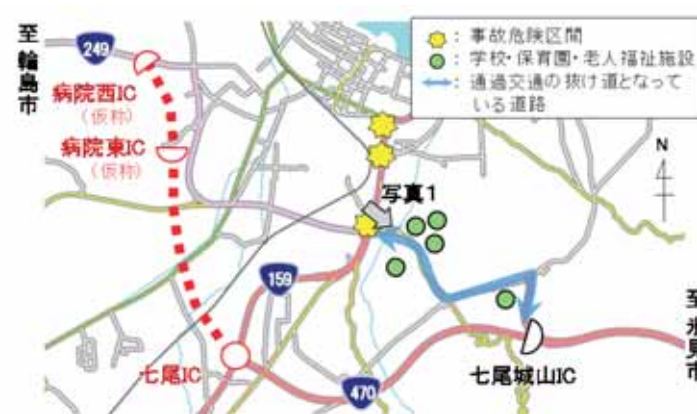 至輪島市
249
病院西IC
(仮称)
病院東IC
(仮称)
：事故危険区間
：学校・保育園・老人福祉施設
：通過交通の抜け道となって
いる道路
N
写真1
159
七尾IC
470
七尾城山IC
至氷見市